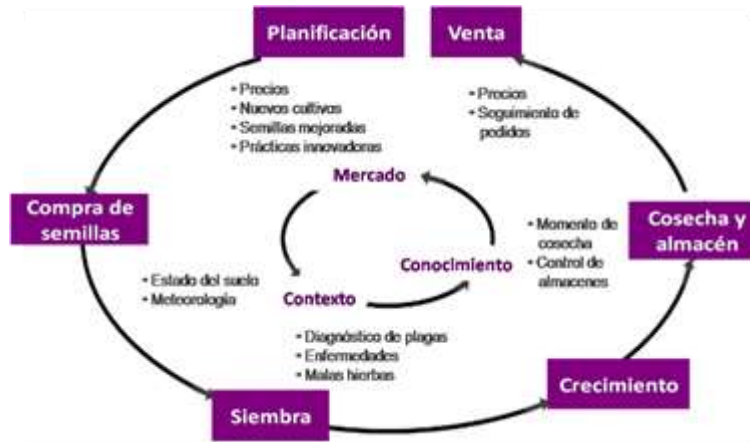 Planificación
Venta
• Precios
• Nuevos cultivos
• Semillas mejoradas
• Prácticas innovadoras
• Precios
• Seguimiento de
pedidos
Mercado
Compra de
semillas
Cosecha y
almacén
• Momento de
cosecha
• Control de
almacenes
Conocimiento
• Estado del suelo
• Meteorología
Contexto
• Diagnóstico de plagas
• Enfermedades
• Malas hierbas
Crecimiento
Siembra